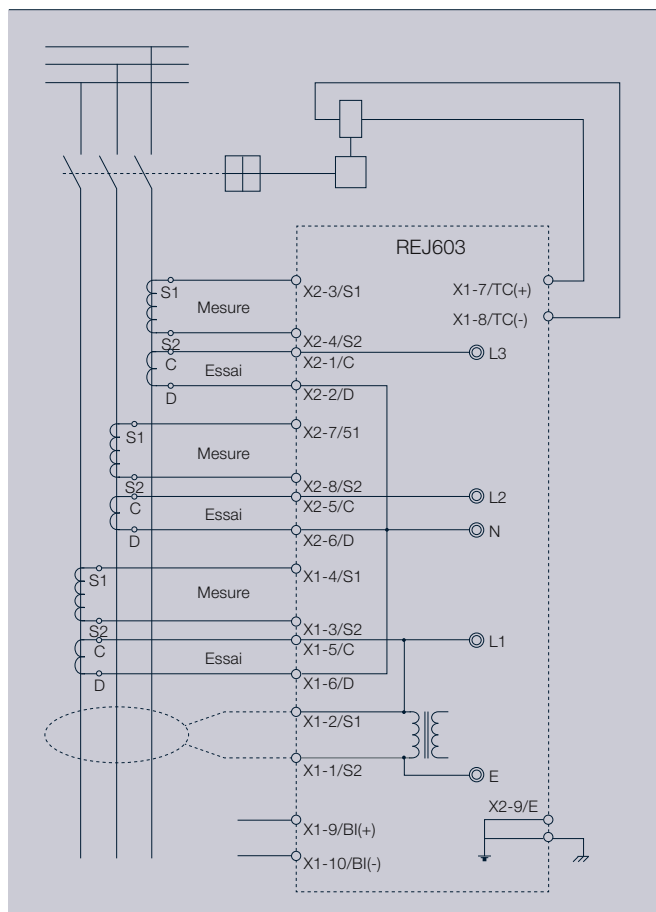 REJ603
X1-7/TC(+)
X1-8/TC(-)
S1
Mesure
X2-3/S1
S2
X2-4/S2
C
Essai
X2-1/C
L3
D
X2-2/D
S1
Mesure
X2-7/51
S2
X2-8/S2
C
Essai
X2-5/C
L2
D
X2-6/D
N
S1
Mesure
X1-4/S1
S2
X1-3/S2
C
Essai
X1-5/C
L1
D
X1-6/D
X1-2/S1
X1-1/S2
E
X2-9/E
X1-9/BI(+)
X1-10/BI(-)